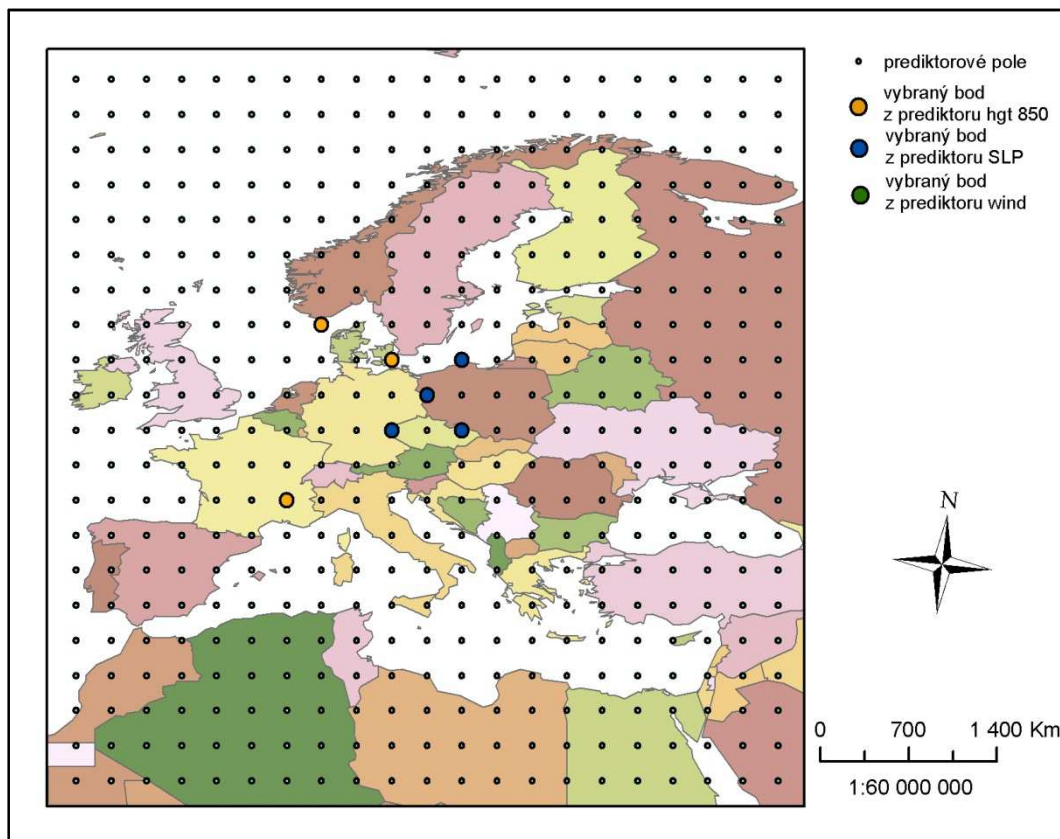 prediktorové pole
vybraný bod
z prediktoru hgt 850
vybraný bod
z prediktoru SLP
vybraný bod
z prediktoru wind
N
0 700 1 400 Km
1:60 000 000